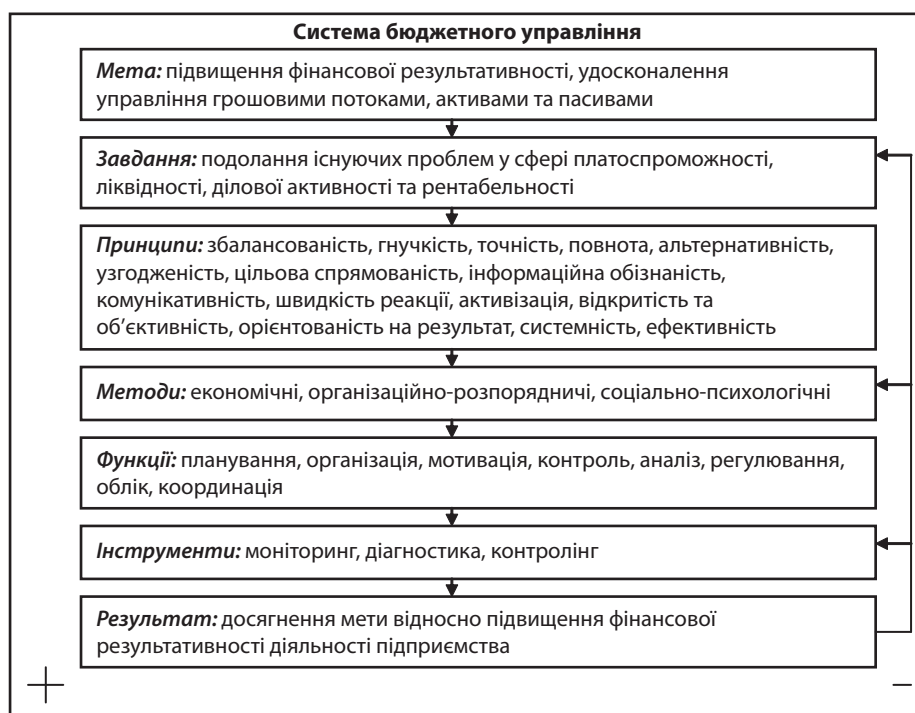 Система бюджетного управління
Мета: підвищення фінансової результативності, удосконалення
управління грошовими потоками, активами та пасивами
Завдання: подолання існуючих проблем у сфері платоспроможності,
ліквідності, ділової активності та рентабельності
Принципи: збалансованість, гнучкість, точність, повнота, альтернативність,
узгодженість, цільова спрямованість, інформаційна обізнаність,
комунікативність, швидкість реакції, активізація, відкритість та
об’єктивність, орієнтованість на результат, системність, ефективність
Методи: економічні, організаційно-розпорядничі, соціально-психологічні
Функції: планування, організація, мотивація, контроль, аналіз, регулювання,
облік, координація
Інструменти: моніторинг, діагностика, контролінг
Результат: досягнення мети відносно підвищення фінансової
результативності діяльності підприємства
+ –